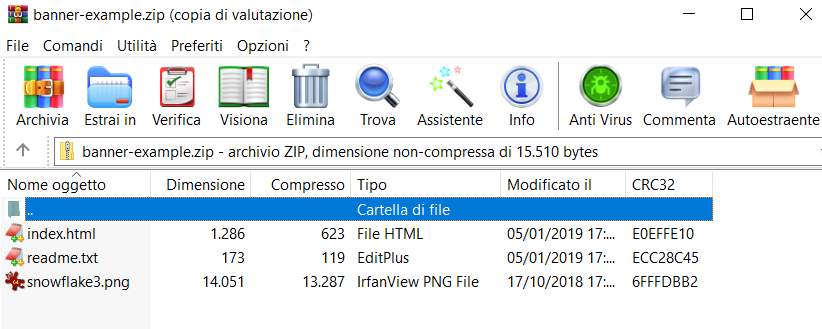 banner-example.zip (copia di valutazione)
File Comandi Utilità Preferiti Opzioni ?
Archivia Estrai in Verifica Visiona Elimina Trova Assistente Info Anti Virus Commenta Autoestraente
banner-example.zip - archivio ZIP, dimensione non-compressa di 15.510 bytes
Nome oggetto Dimensione Compresso Tipo Modificato il CRC32
.. Cartella di file
index.html 1.286 623 File HTML 05/01/2019 17:... E0EFFE10
readme.txt 173 119 EditPlus 05/01/2019 17:... ECC28C45
snowflake3.png 14.051 13.287 IrfanView PNG File 17/10/2018 17:... 6FFFDBB2